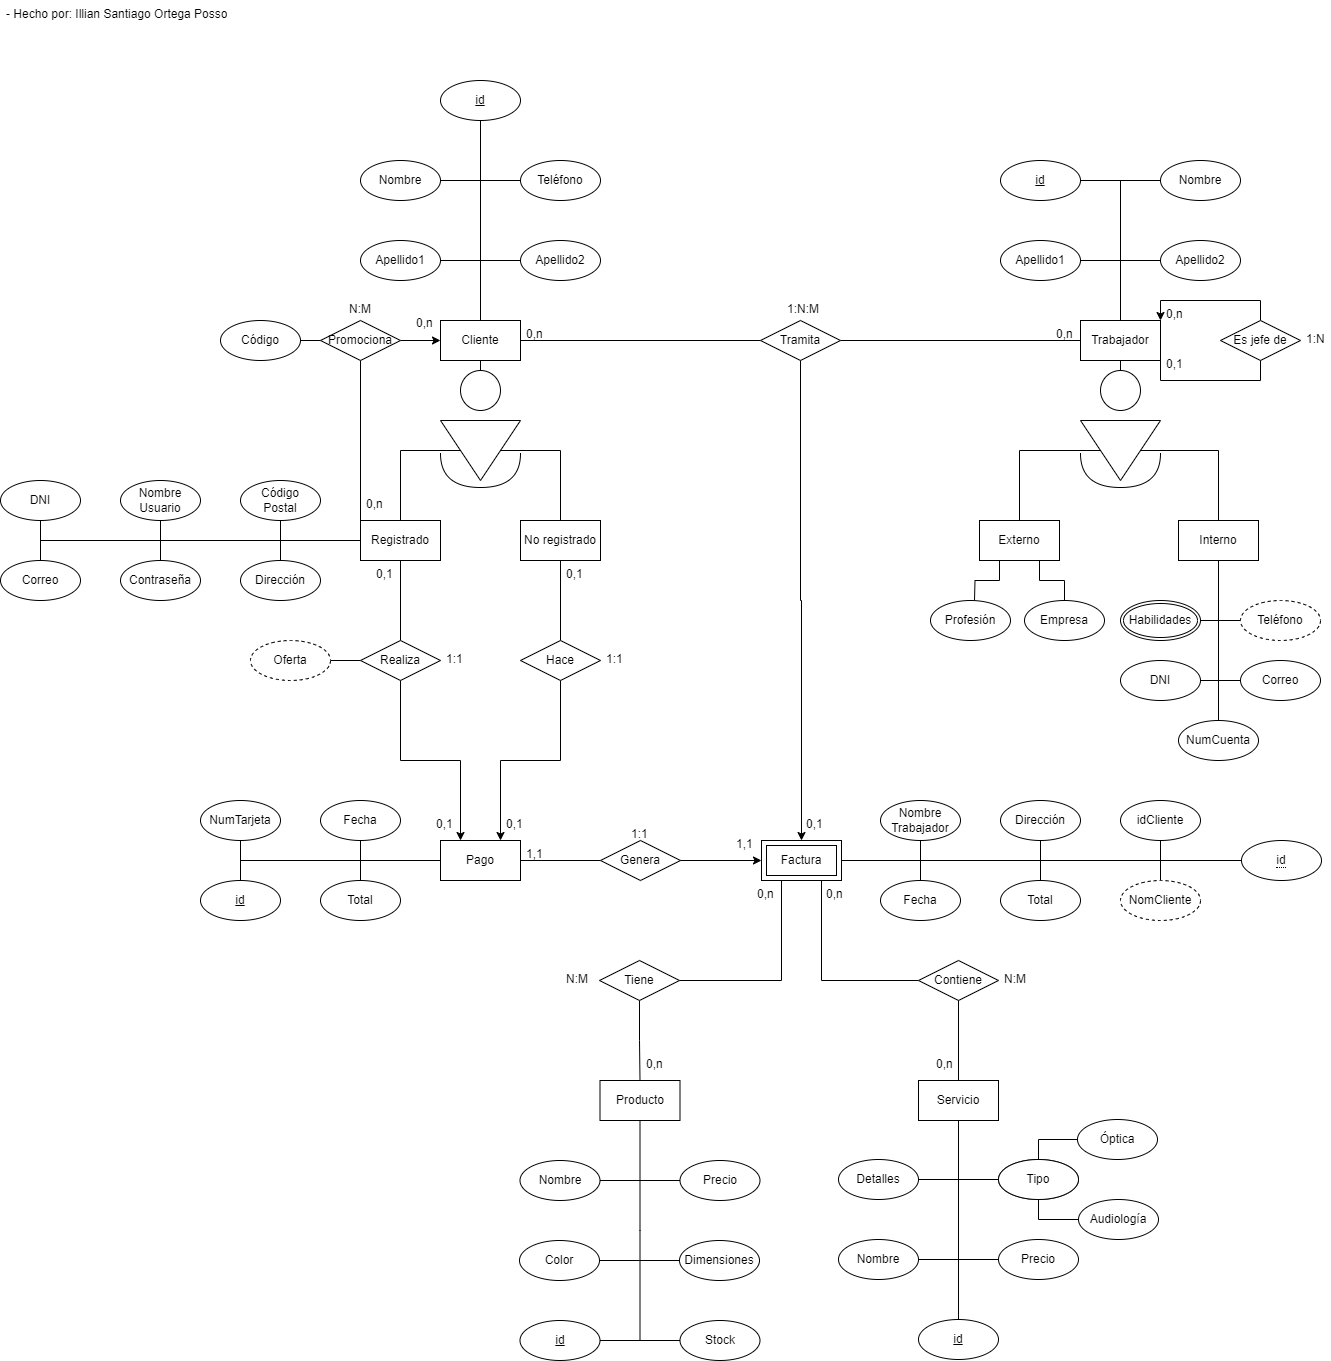 - Hecho por: Illian Santiago Ortega Posso
id
Nombre
Teléfono
id
Nombre
Apellido1
Apellido2
Apellido1
Apellido2
N:M
1:N:M
0,n
0,n
Código
Promociona
Cliente
0,n
Tramita
0,n
Trabajador
Es jefe de
1:N
0,1
DNI
Nombre
Usuario
Código
Postal
0,n
Registrado
No registrado
Externo
Interno
0,1
0,1
Correo
Contraseña
Dirección
Profesión
Empresa
Habilidades
Teléfono
Oferta
Realiza
1:1
Hace
1:1
DNI
Correo
NumCuenta
NumTarjeta
Fecha
0,1
0,1
1:1
0,1
Nombre
Trabajador
Dirección
idCliente
1,1
Pago
1,1
Genera
Factura
id
0,n
0,n
id
Total
Fecha
Total
NomCliente
N:M
Tiene
Contiene
N:M
0,n
0,n
Producto
Servicio
Óptica
Nombre
Precio
Detalles
Tipo
Audiología
Color
Dimensiones
Nombre
Precio
id
Stock
id